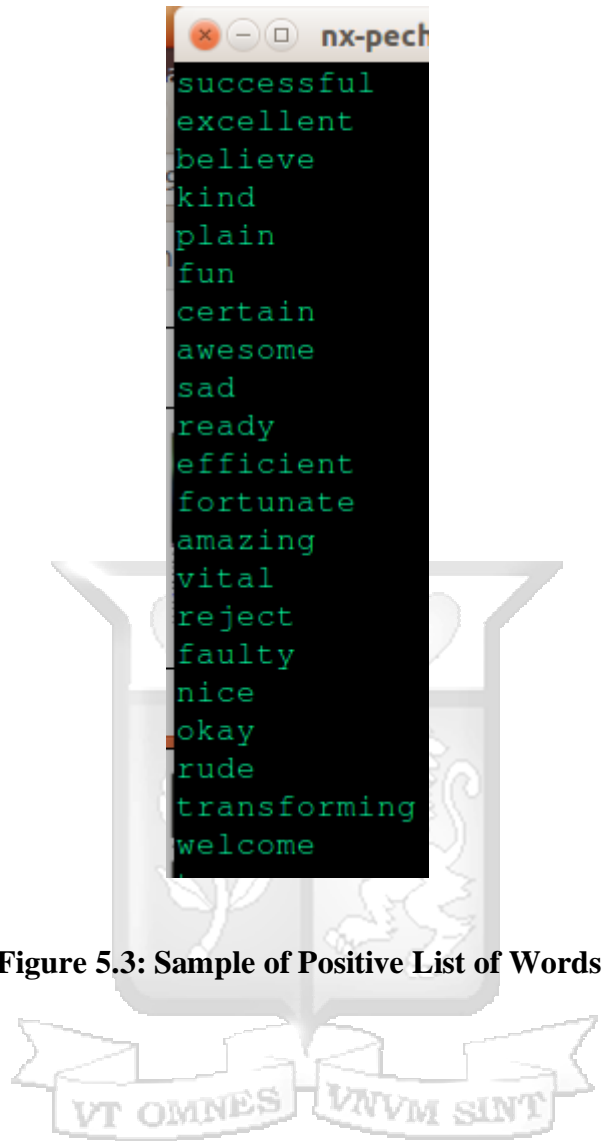 nx-pech
successful
excellent
believe
kind
plain
fun
certain
awesome
sad
ready
efficient
fortunate
amazing
vital
reject
faulty
nice
okay
rude
transforming
welcome
Figure 5.3: Sample of Positive List of Words
VT OMNES VNVM SINT